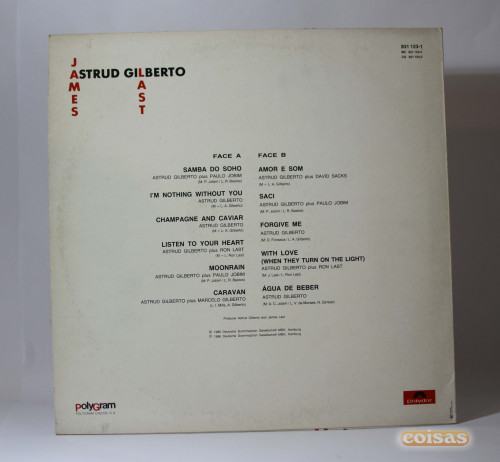 JAMES
ASTRUD GILBERTO
LAST
831 123-1
FACE A
SAMBA DO SOHO
ASTRUD GILBERTO plus PAULO JOBIM
I'M NOTHING WITHOUT YOU
ASTRUD GILBERTO
CHAMPAGNE AND CAVIAR
ASTRUD GILBERTO
LISTEN TO YOUR HEART
ASTRUD GILBERTO plus RON LAST
MOONRAIN
ASTRUD GILBERTO plus PAULO JOBIM
CARAVAN
ASTRUD GILBERTO plus MARCELO GILBERTO
FACE B
AMOR E SOM
ASTRUD GILBERTO plus DAVID SACKS
SACI
ASTRUD GILBERTO plus PAULO JOBIM
FORGIVE ME
ASTRUD GILBERTO
WITH LOVE
(WHEN THEY TURN ON THE LIGHT)
ASTRUD GILBERTO plus RON LAST
ÁGUA DE BEBER
ASTRUD GILBERTO
polyGram
Polydor
coisas